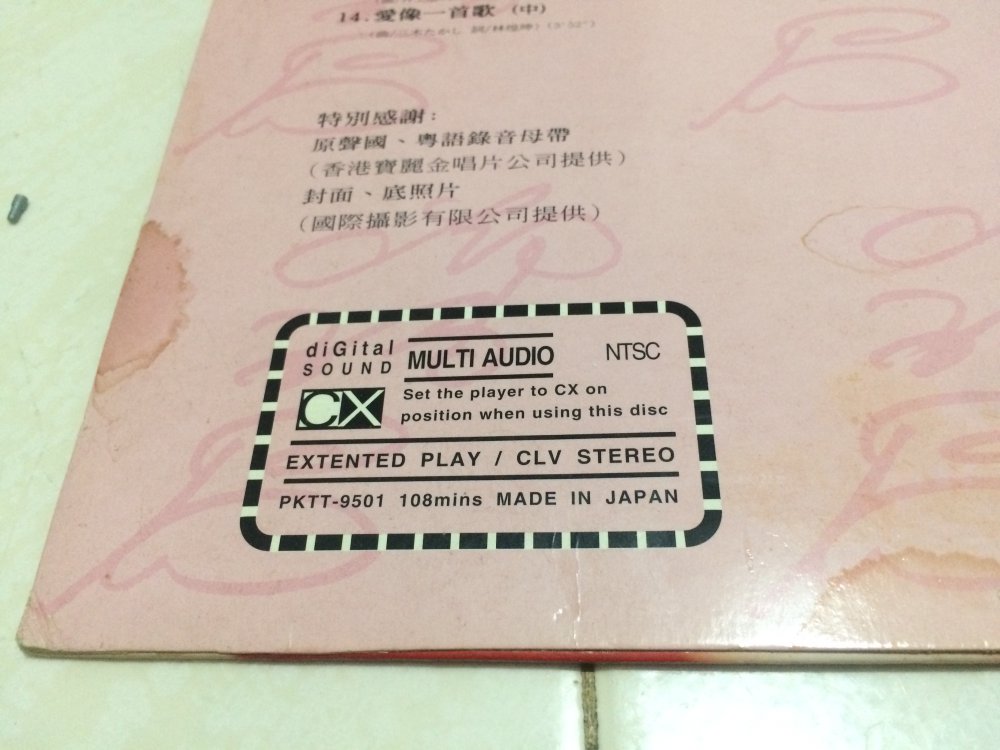 14. 愛像一首歌 (中)
特別感謝:
原聲國、粵語錄音母帶
(香港寶麗金唱片公司提供)
封面、底照片
(國際攝影有限公司提供)
diGital
SOUND
MULTI AUDIO
NTSC
CX
Set the player to CX on
position when using this disc
EXTENTED PLAY / CLV STEREO
PKTT-9501 108mins MADE IN JAPAN